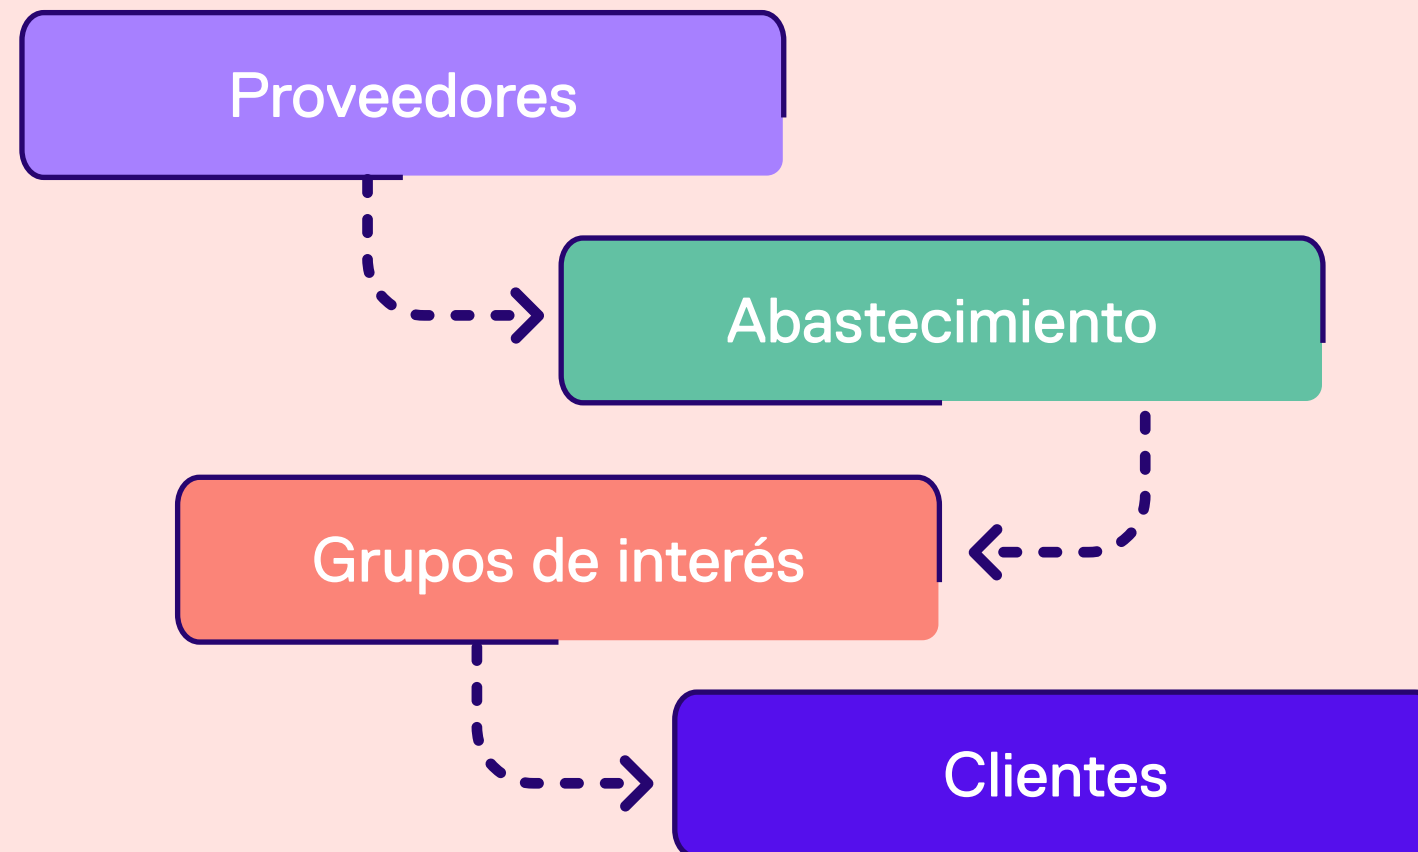 Proveedores
Abastecimiento
Grupos de interés
Clientes